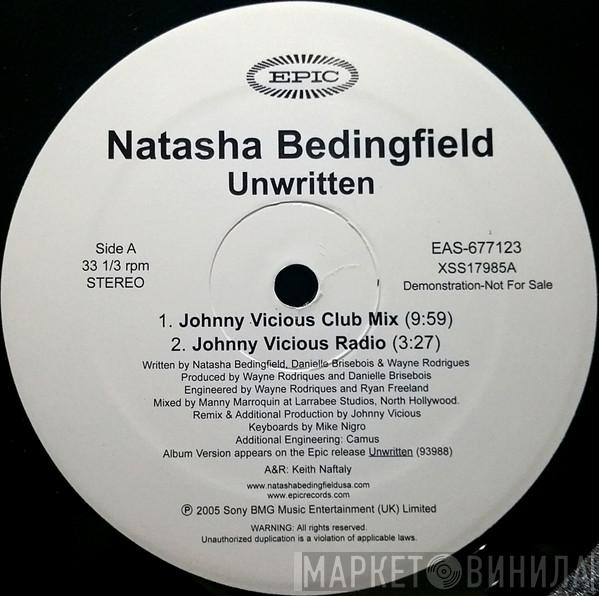 EPIC
Natasha Bedingfield
Unwritten
Side A
33 1/3 rpm
STEREO
EAS-677123
XSS17985A
Demonstration-Not For Sale
1. Johnny Vicious Club Mix (9:59)
2. Johnny Vicious Radio (3:27)
Written by Natasha Bedingfield, Danielle Brisebois & Wayne Rodrigues
Produced by Wayne Rodriques and Danielle Brisebois
Engineered by Wayne Rodriques and Ryan Freeland
Mixed by Manny Marroquin at Larrabee Studios, North Hollywood.
Remix & Additional Production by Johnny Vicious
Keyboards by Mike Nigro
Additional Engineering: Camus
Album Version appears on the Epic release Unwritten (93988)
A&R: Keith Naftaly
www.natashabedingfieldusa.com
www.epicrecords.com
℗ 2005 Sony BMG Music Entertainment (UK) Limited
WARNING: All rights reserved.
Unauthorized duplication is a violation of applicable laws.
МАРКЕТ ВИНИЛА